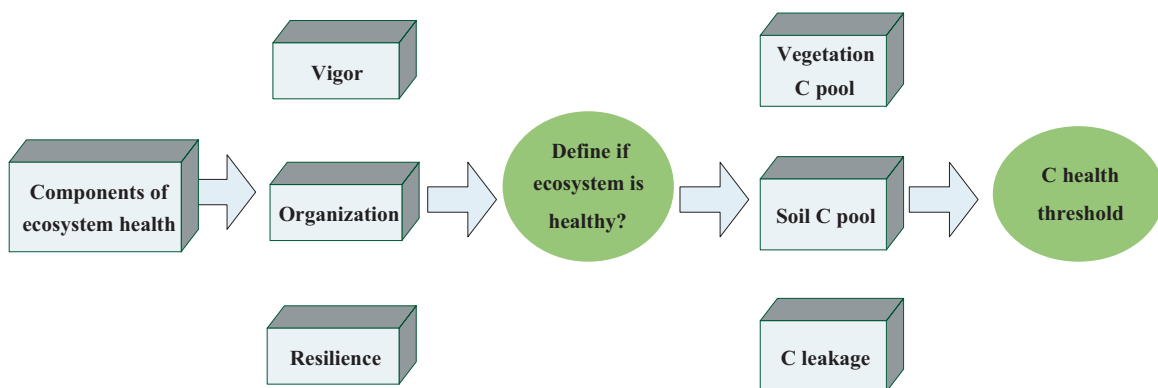 Components of
ecosystem health
Vigor
Organization
Resilience
Define if
ecosystem is
healthy?
Vegetation
C pool
Soil C pool
C leakage
C health
threshold